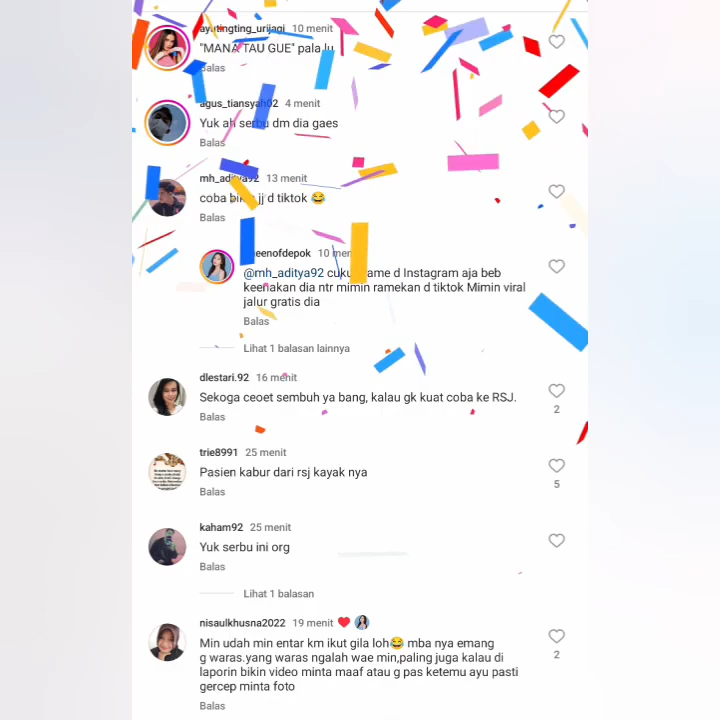 ayutingting_urijagi 10 menit
"MANA TAU GUE" pala lu
Balas
agus_tiansyah02 4 menit
Yuk ah serbu dm dia gaes
Balas
mh_aditya92 13 menit
coba bikin jj d tiktok 😂
Balas
10 menit
@mh_aditya92 cukup rame d Instagram aja beb
keenakan dia ntr mimin ramekan d tiktok Mimin viral
jalur gratis dia
Balas
Lihat 1 balasan lainnya
dlestari.92 16 menit
Sekoga ceoet sembuh ya bang, kalau gk kuat coba ke RSJ.
2
Balas
trie8991 25 menit
Pasien kabur dari rsj kayak nya
5
Balas
kaham92 25 menit
Yuk serbu ini org
Balas
Lihat 1 balasan
nisaulkhusna2022 19 menit ❤️
Min udah min entar km ikut gila loh😂 mba nya emang
g waras.yang waras ngalah wae min,paling juga kalau di
2
laporin bikin video minta maaf atau g pas ketemu ayu pasti
gercep minta foto
Balas